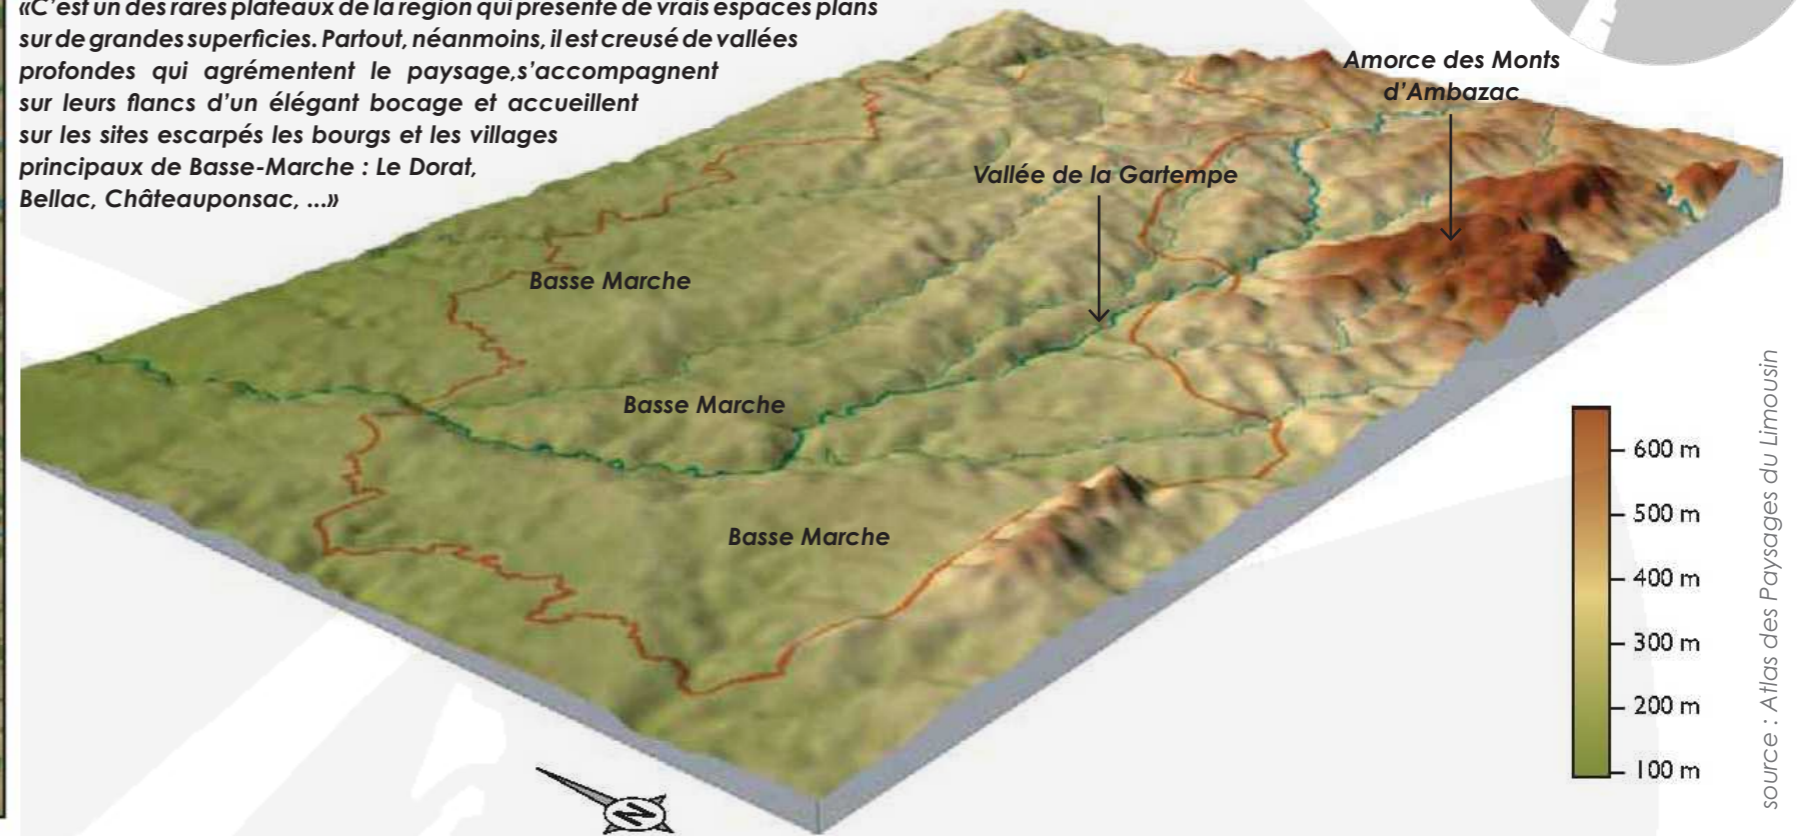 «C'est un des rares plateaux de la région qui présente de vrais espaces plans
sur de grandes superficies. Partout, néanmoins, il est creusé de vallées
profondes qui agrémentent le paysage,s'accompagnent
sur leurs flancs d'un élégant bocage et accueillent
sur les sites escarpés les bourgs et les villages
principaux de Basse-Marche : Le Dorat,
Bellac, Châteauponsac, ...»
Amorce des Monts
d'Ambazac
Vallée de la Gartempe
Basse Marche
Basse Marche
Basse Marche
600 m
500 m
400 m
300 m
200 m
100 m
N
source : Atlas des Paysages du Limousin